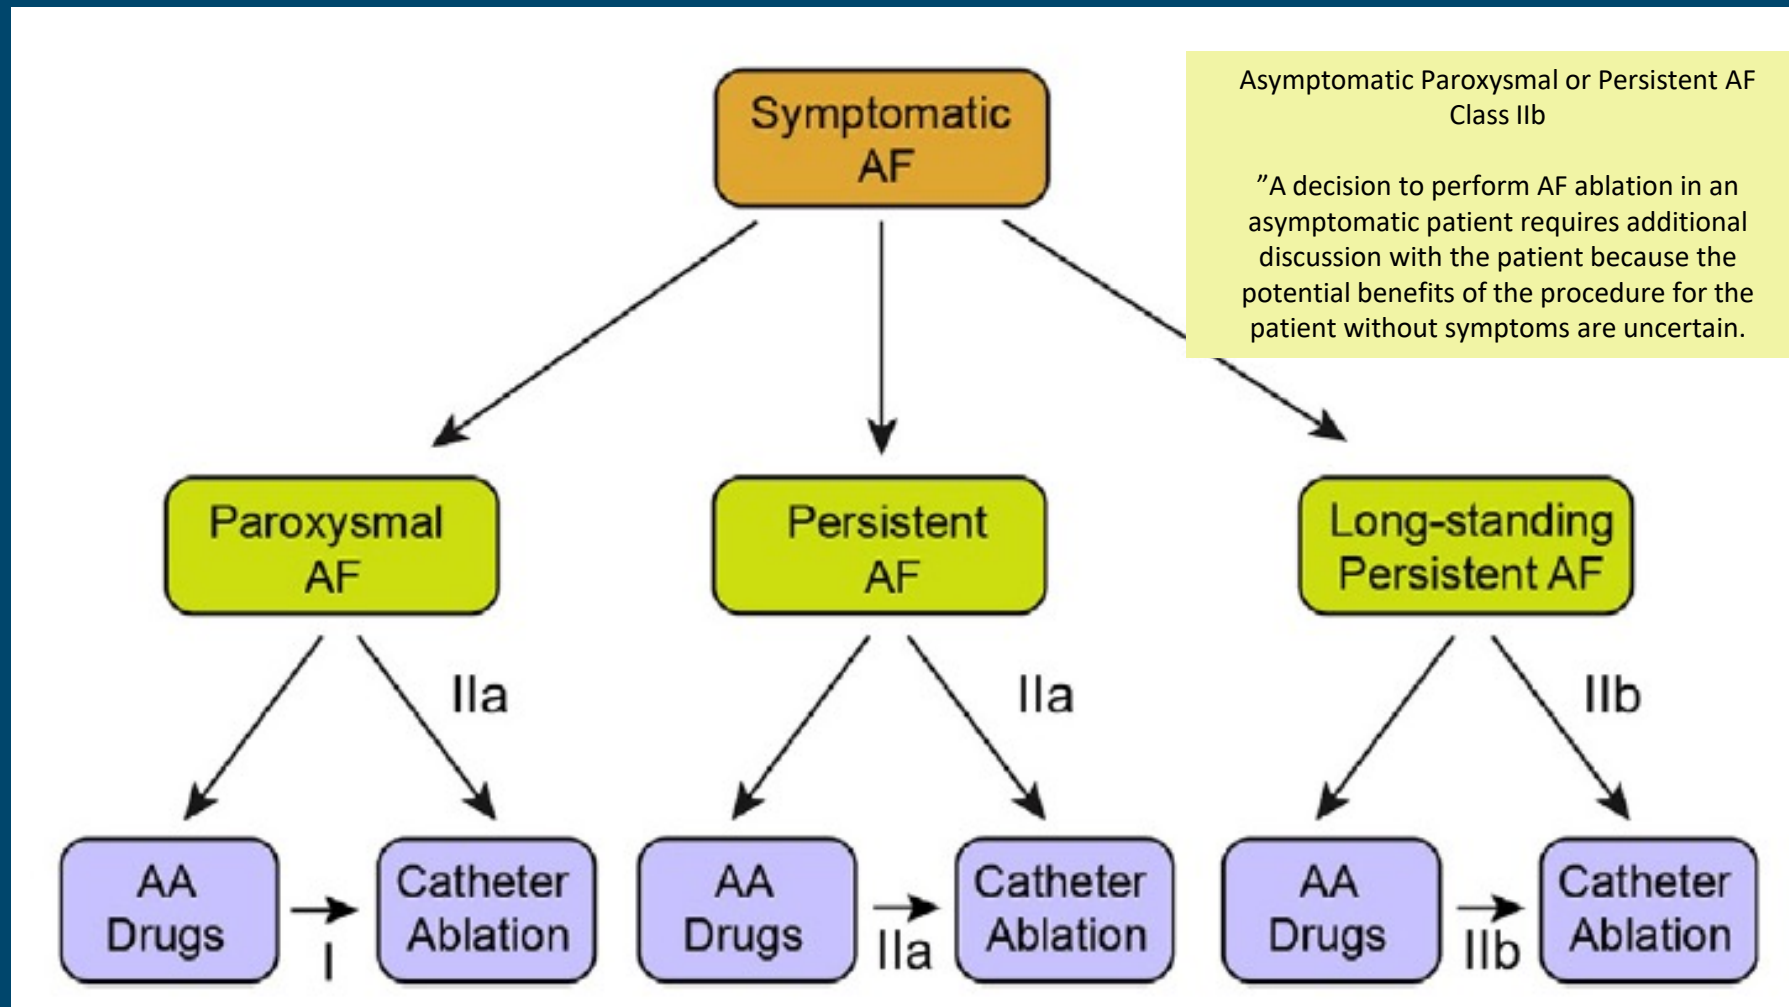 Symptomatic
AF
Asymptomatic Paroxysmal or Persistent AF
Class IIb
”A decision to perform AF ablation in an
asymptomatic patient requires additional
discussion with the patient because the
potential benefits of the procedure for the
patient without symptoms are uncertain.
Paroxysmal
AF
Persistent
AF
Long-standing
Persistent AF
IIa
IIa
IIb
AA
Drugs
I
Catheter
Ablation
AA
Drugs
IIa
Catheter
Ablation
AA
Drugs
IIb
Catheter
Ablation